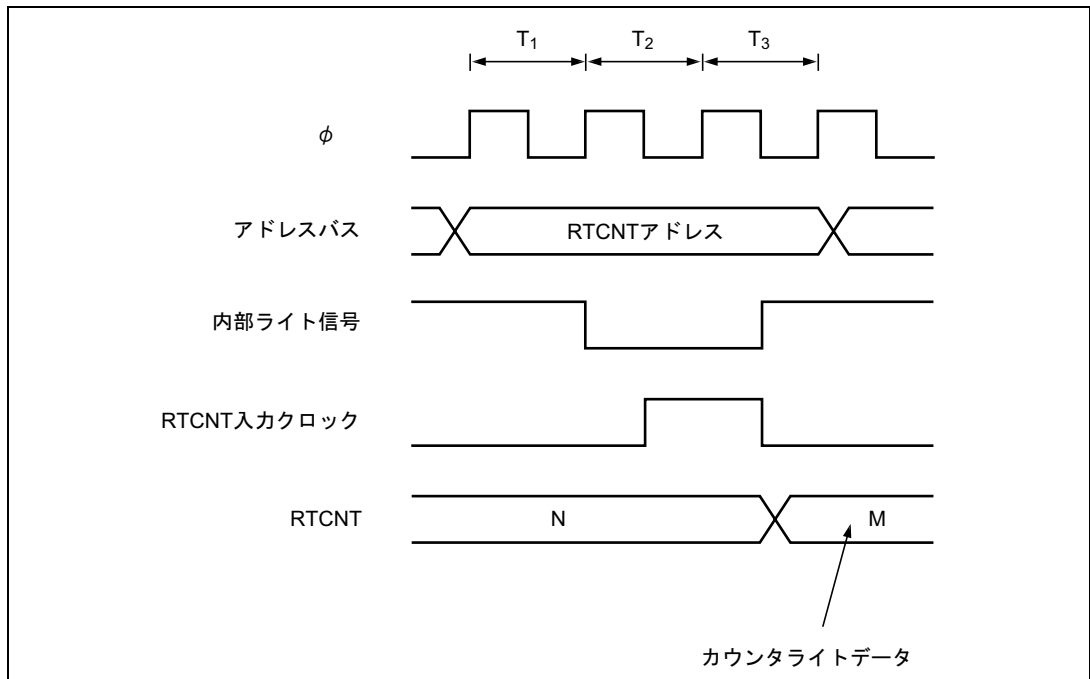 T1 T2 T3
φ
アドレスバス RTCNTアドレス
内部ライト信号
RTCNT入力クロック
RTCNT N M
カウンタライトデータ